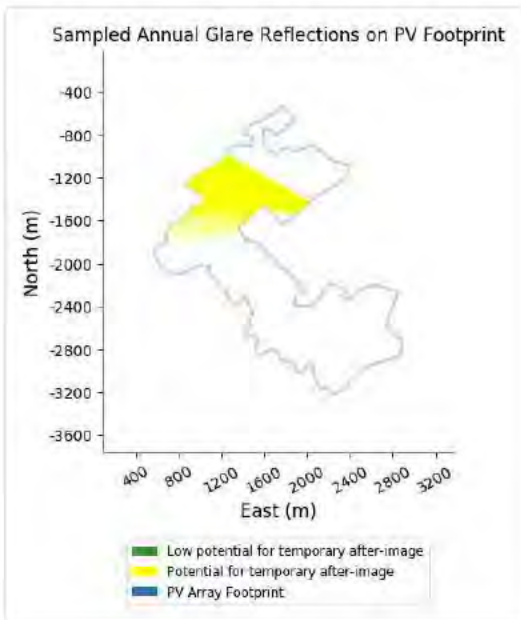 Sampled Annual Glare Reflections on PV Footprint
-400
-800
-1200
-1600
-2000
-2400
-2800
-3200
-3600
North (m)
400 800 1200 1600 2000 2400 2800 3200
East (m)
Low potential for temporary after-image
Potential for temporary after-image
PV Array Footprint